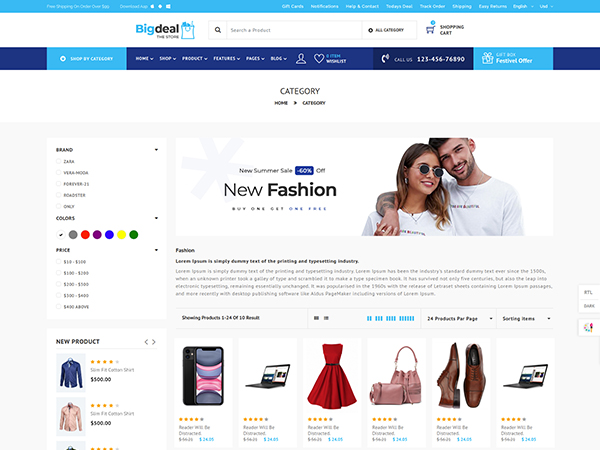 Free Shipping On Order Over $99
Download App
Gift Cards
Notifications
Help & Contact
Todays Deal
Track Order
Shipping
Easy Returns
English
Usd
Bigdeal
THE STORE
Search a Product
ALL CATEGORY
SHOPPING
CART
SHOP BY CATEGORY
HOME
SHOP
PRODUCT
FEATURES
PAGES
BLOG
0 ITEM
WISHLIST
CALL US 123-456-76890
GIFT BOX
Festivel Offer
CATEGORY
HOME » CATEGORY
BRAND
ZARA
VERA-MODA
FOREVER-21
ROADSTER
ONLY
COLORS
PRICE
$10 - $100
$100 - $200
$200 - $300
$300 - $400
$400 ABOVE
New Summer Sale -60% Off
New Fashion
BUY ONE GET ONE FREE
Fashion
Lorem Ipsum is simply dummy text of the printing and typesetting industry.
Lorem Ipsum is simply dummy text of the printing and typesetting industry. Lorem Ipsum has been the industry's standard dummy text ever since the 1500s,
when an unknown printer took a galley of type and scrambled it to make a type specimen book. It has survived not only five centuries, but also the leap into
electronic typesetting, remaining essentially unchanged. It was popularised in the 1960s with the release of Letraset sheets containing Lorem Ipsum passages,
and more recently with desktop publishing software like Aldus PageMaker including versions of Lorem Ipsum.
Showing Products 1-24 Of 10 Result
24 Products Par Page
Sorting Items
RTL
Dark
NEW PRODUCT
Slim Fit Cotton Shirt
$500.00
Slim Fit Cotton Shirt
$500.00
Reader Will Be
Distracted.
$56.21 $ 24.05
Reader Will Be
Distracted.
$56.21 $ 24.05
Reader Will Be
Distracted.
$56.21 $ 24.05
Reader Will Be
Distracted.
$56.21 $ 24.05
Reader Will Be
Distracted.
$56.21 $ 24.05
Reader Will Be
Distracted.
$56.21 $ 24.05